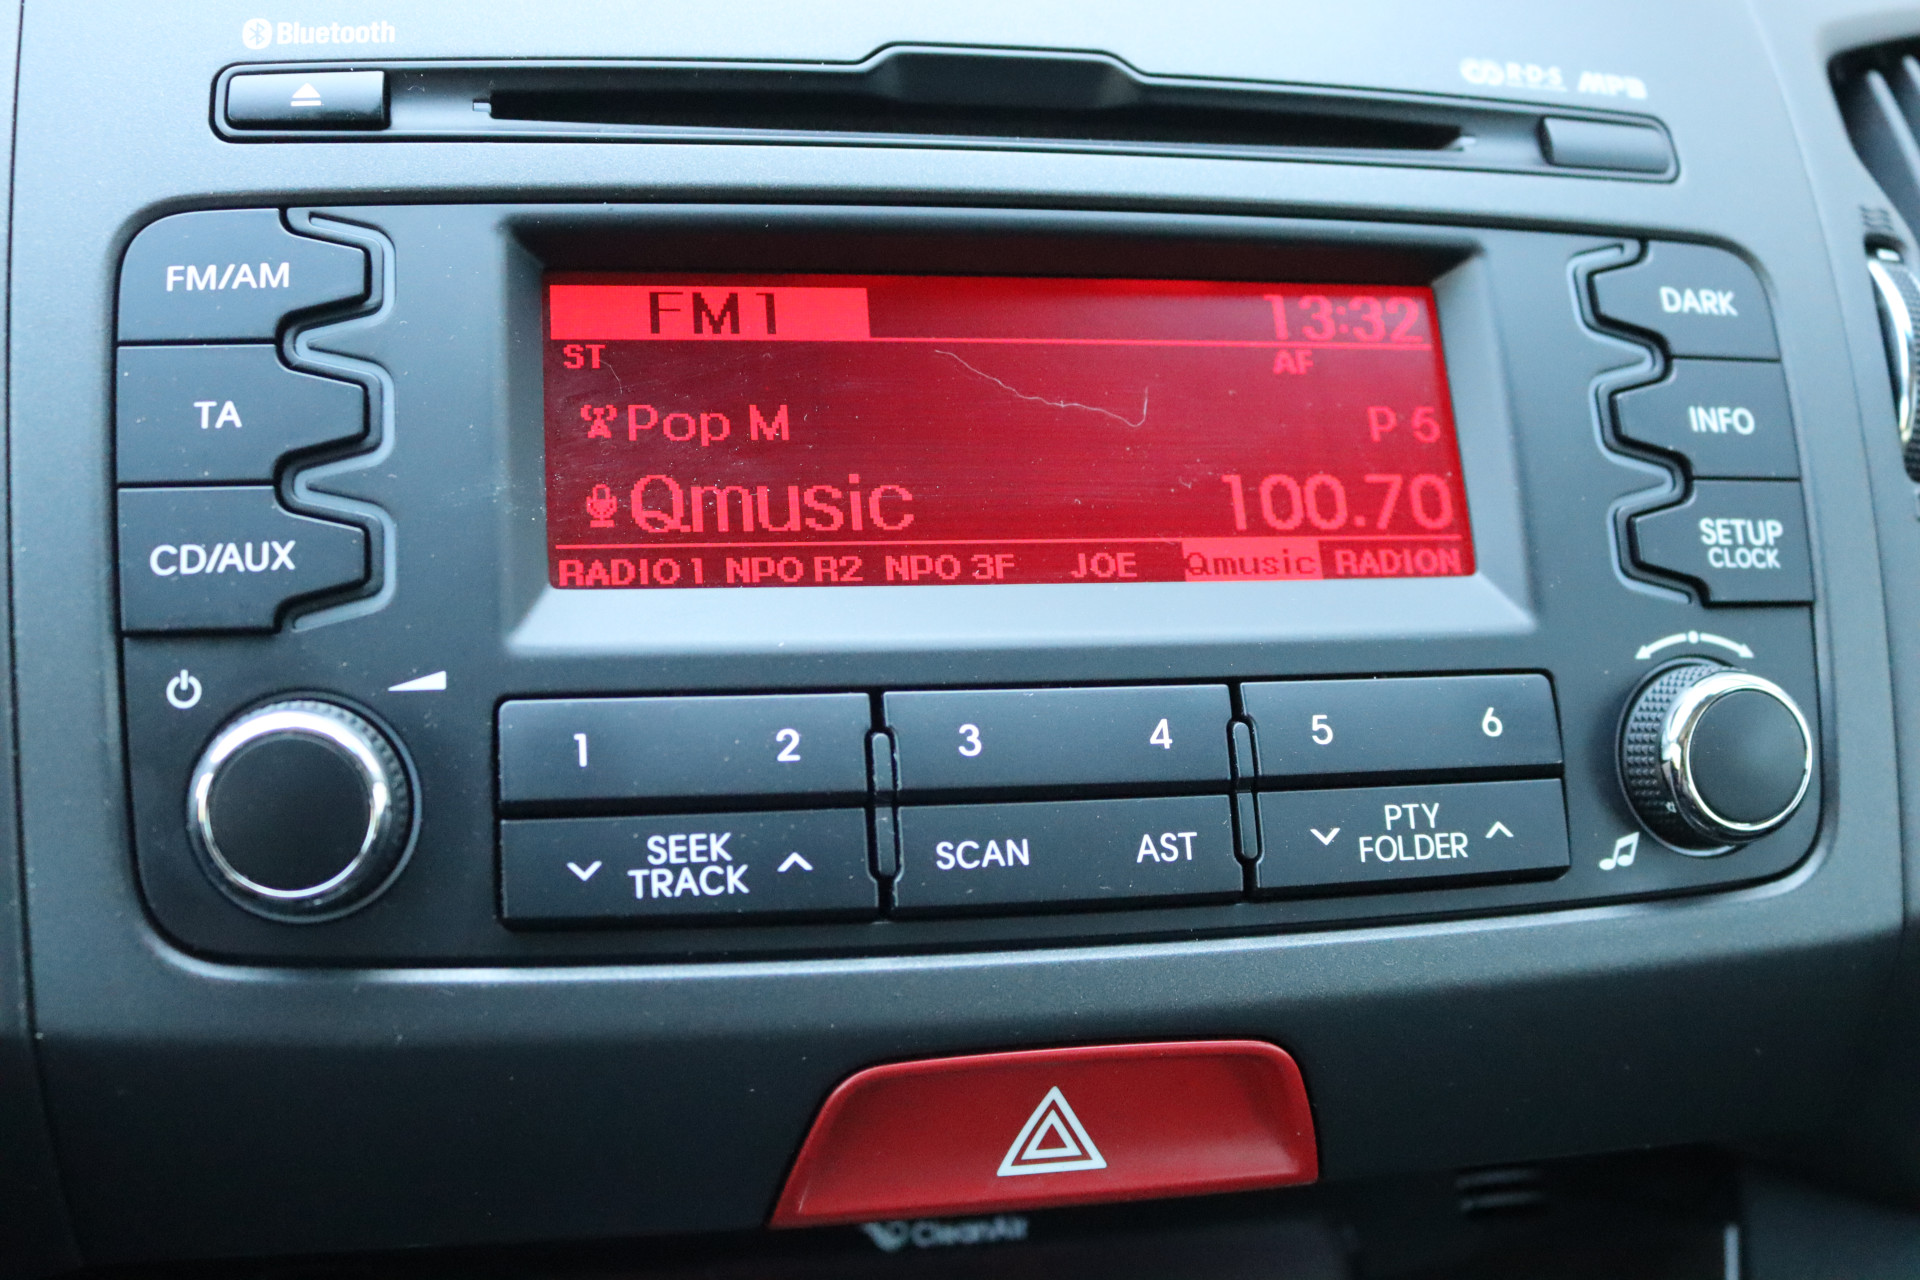 Bluetooth
R·D·S MP3
FM/AM
TA
CD/AUX
FM1 13:32
ST AF
Pop M P 5
Qmusic 100.70
RADIO 1 NPO R2 NPO 3F JOE Qmusic RADION
DARK
INFO
SETUP
CLOCK
1 2 3 4 5 6
SEEK
TRACK
SCAN AST
PTY
FOLDER
CleanAir